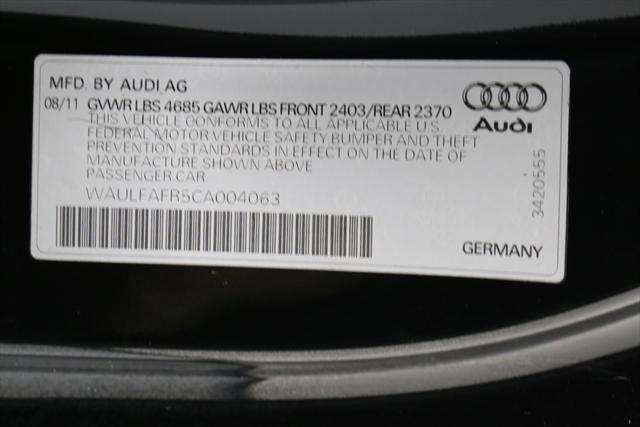 MFD. BY AUDI AG
08/11 GVWR LBS 4685 GAWR LBS FRONT 2403/REAR 2370
THIS VEHICLE CONFORMS TO ALL APPLICABLE U.S.
FEDERAL MOTOR VEHICLE SAFETY BUMPER AND THEFT
PREVENTION STANDARDS IN EFFECT ON THE DATE OF
MANUFACTURE SHOWN ABOVE
PASSENGER CAR
WAULFAFR5CA004063
Audi
3420555
GERMANY